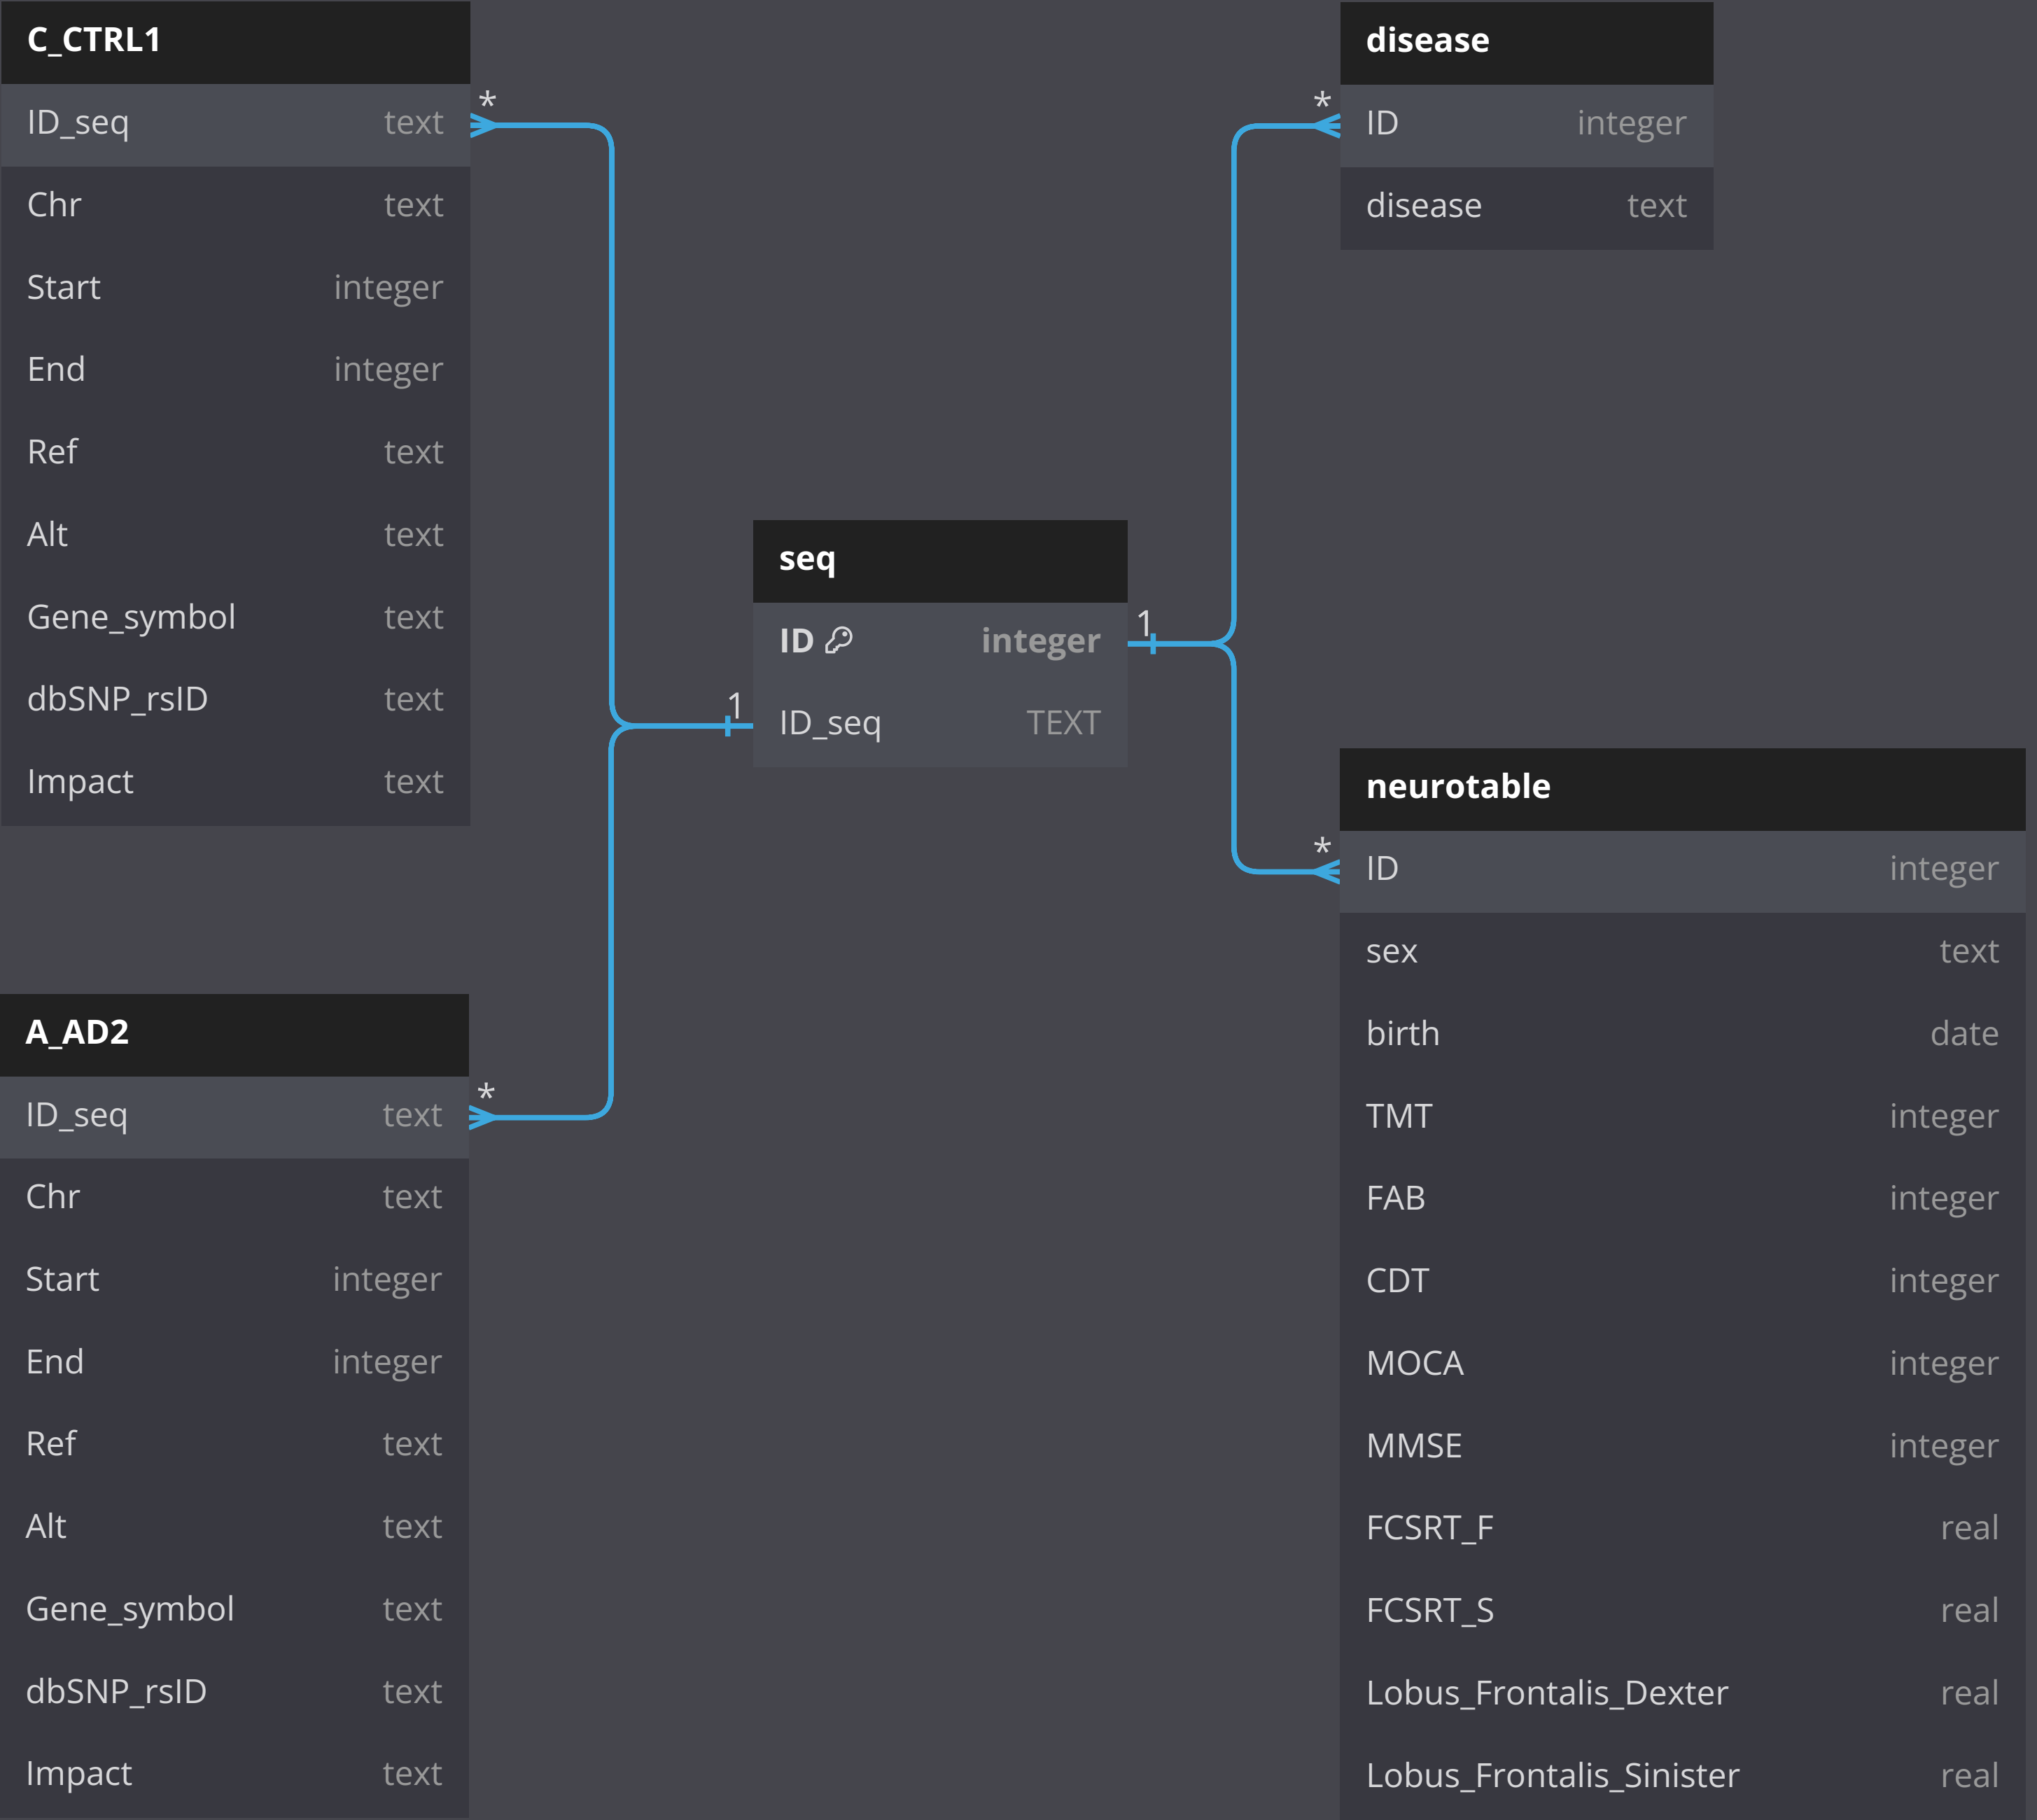 C_CTRL1
ID_seq text
Chr text
Start integer
End integer
Ref text
Alt text
Gene_symbol text
dbSNP_rsID text
Impact text
*
1
A_AD2
ID_seq text
Chr text
Start integer
End integer
Ref text
Alt text
Gene_symbol text
dbSNP_rsID text
Impact text
*
seq
ID integer
ID_seq TEXT
1
disease
ID integer
disease text
*
neurotable
ID integer
sex text
birth date
TMT integer
FAB integer
CDT integer
MOCA integer
MMSE integer
FCSRT_F real
FCSRT_S real
Lobus_Frontalis_Dexter real
Lobus_Frontalis_Sinister real
*